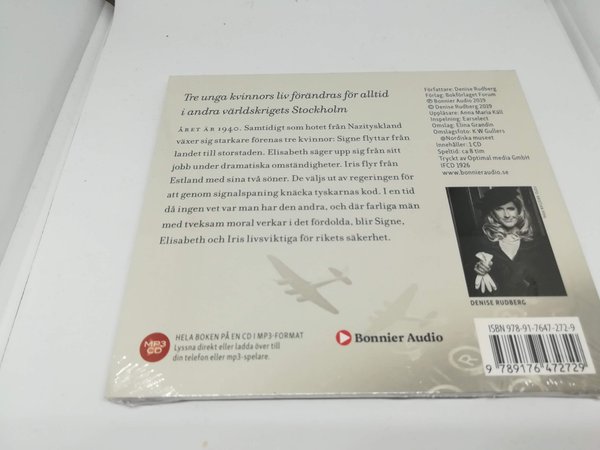 Tre unga kvinnors liv förändras för alltid
i andra världskrigets Stockholm
ÅRET ÄR 1940. Samtidigt som hotet från Nazityskland
växer sig starkare förenas tre kvinnor: Signe flyttar från
landet till storstaden. Elisabeth säger upp sig från sitt
jobb under dramatiska omständigheter. Iris flyr från
Estland med sina två söner. De väljs ut av regeringen för
att genom signalspaning knäcka tyskarnas kod. I en tid
då ingen vet var man har den andra, och där farliga män
med tveksam moral verkar i det fördolda, blir Signe,
Elisabeth och Iris livsviktiga för rikets säkerhet.
Författare: Denise Rudberg
Förlag: Bokförlaget Forum
℗ Bonnier Audio 2019
© Denise Rudberg 2019
Uppläsare: Anna Maria Käll
Inspelning: Earselect
Omslag: Elina Grandin
Omslagsfoto: K W Gullers
@Nordiska museet
Innehåller: 1 CD
Speltid: ca 8 tim
Tryckt av Optimal media GmbH
IFCD 1926
www.bonnieraudio.se
DENISE RUDBERG
MP3
CD
HELA BOKEN PÅ EN CD I MP3-FORMAT
Lyssna direkt eller ladda över till
din telefon eller mp3-spelare.
Bonnier Audio
ISBN 978-91-7647-272-9
9 789176 472729